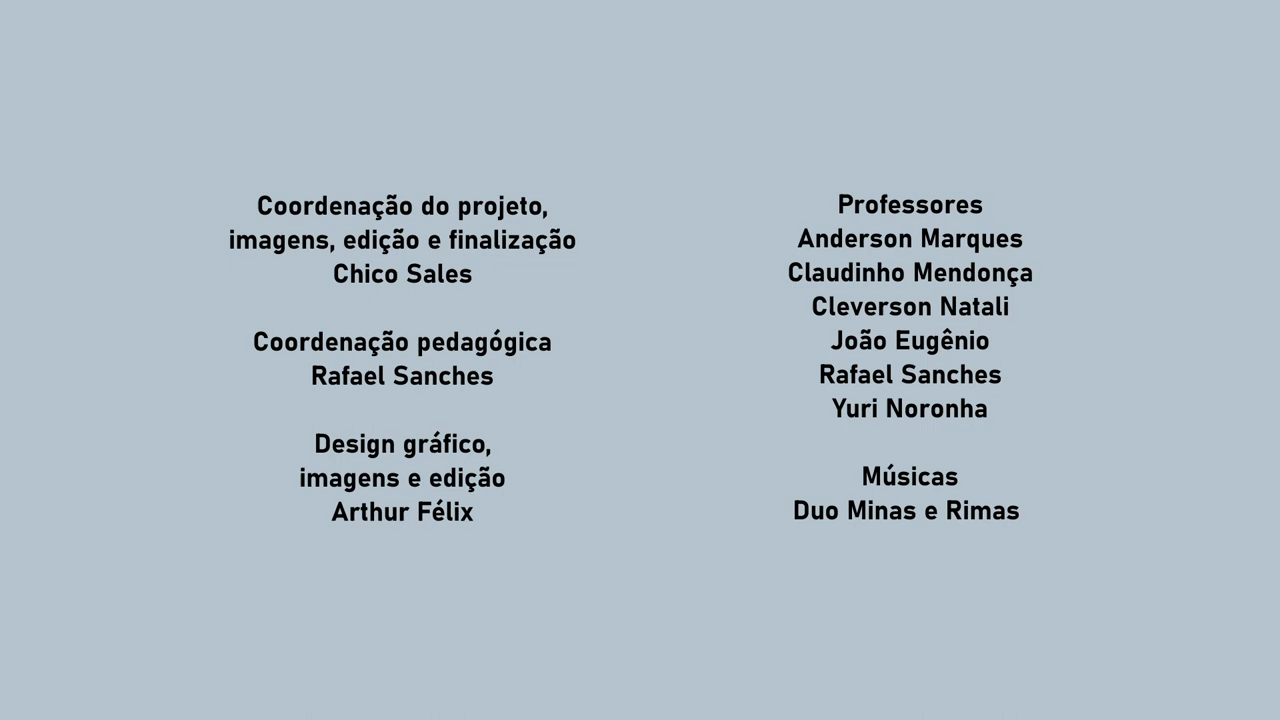 Coordenação do projeto,
imagens, edição e finalização
Chico Sales
Coordenação pedagógica
Rafael Sanches
Design gráfico,
imagens e edição
Arthur Félix
Professores
Anderson Marques
Claudinho Mendonça
Cleverson Natali
João Eugênio
Rafael Sanches
Yuri Noronha
Músicas
Duo Minas e Rimas